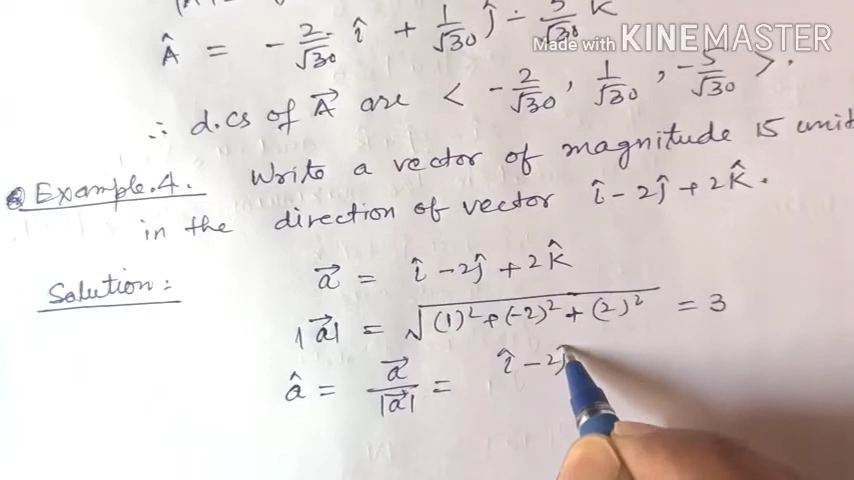 Â = - 2/√30 î + 1/√30 ĵ - 5/√30 k
Made with KINEMASTER
∴ d.cs of A⃗ are < -2/√30, 1/√30, -5/√30 >.
Example.4. Write a vector of magnitude 15 unit
in the direction of vector î - 2ĵ + 2k̂.
Solution: a⃗ = î - 2ĵ + 2k̂
|a⃗| = √(1)² + (-2)² + (2)² = 3
â = a⃗/|a⃗| = î - 2ĵ